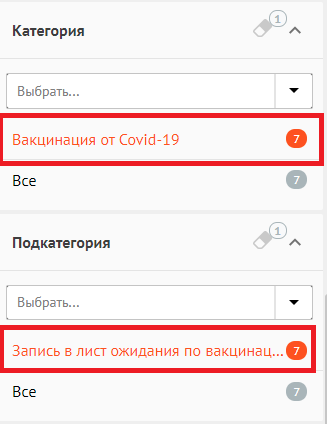 Категория 1
Выбрать...
Вакцинация от Covid-19 7
Все 7
Подкатегория 1
Выбрать...
Запись в лист ожидания по вакцинац... 7
Все 7